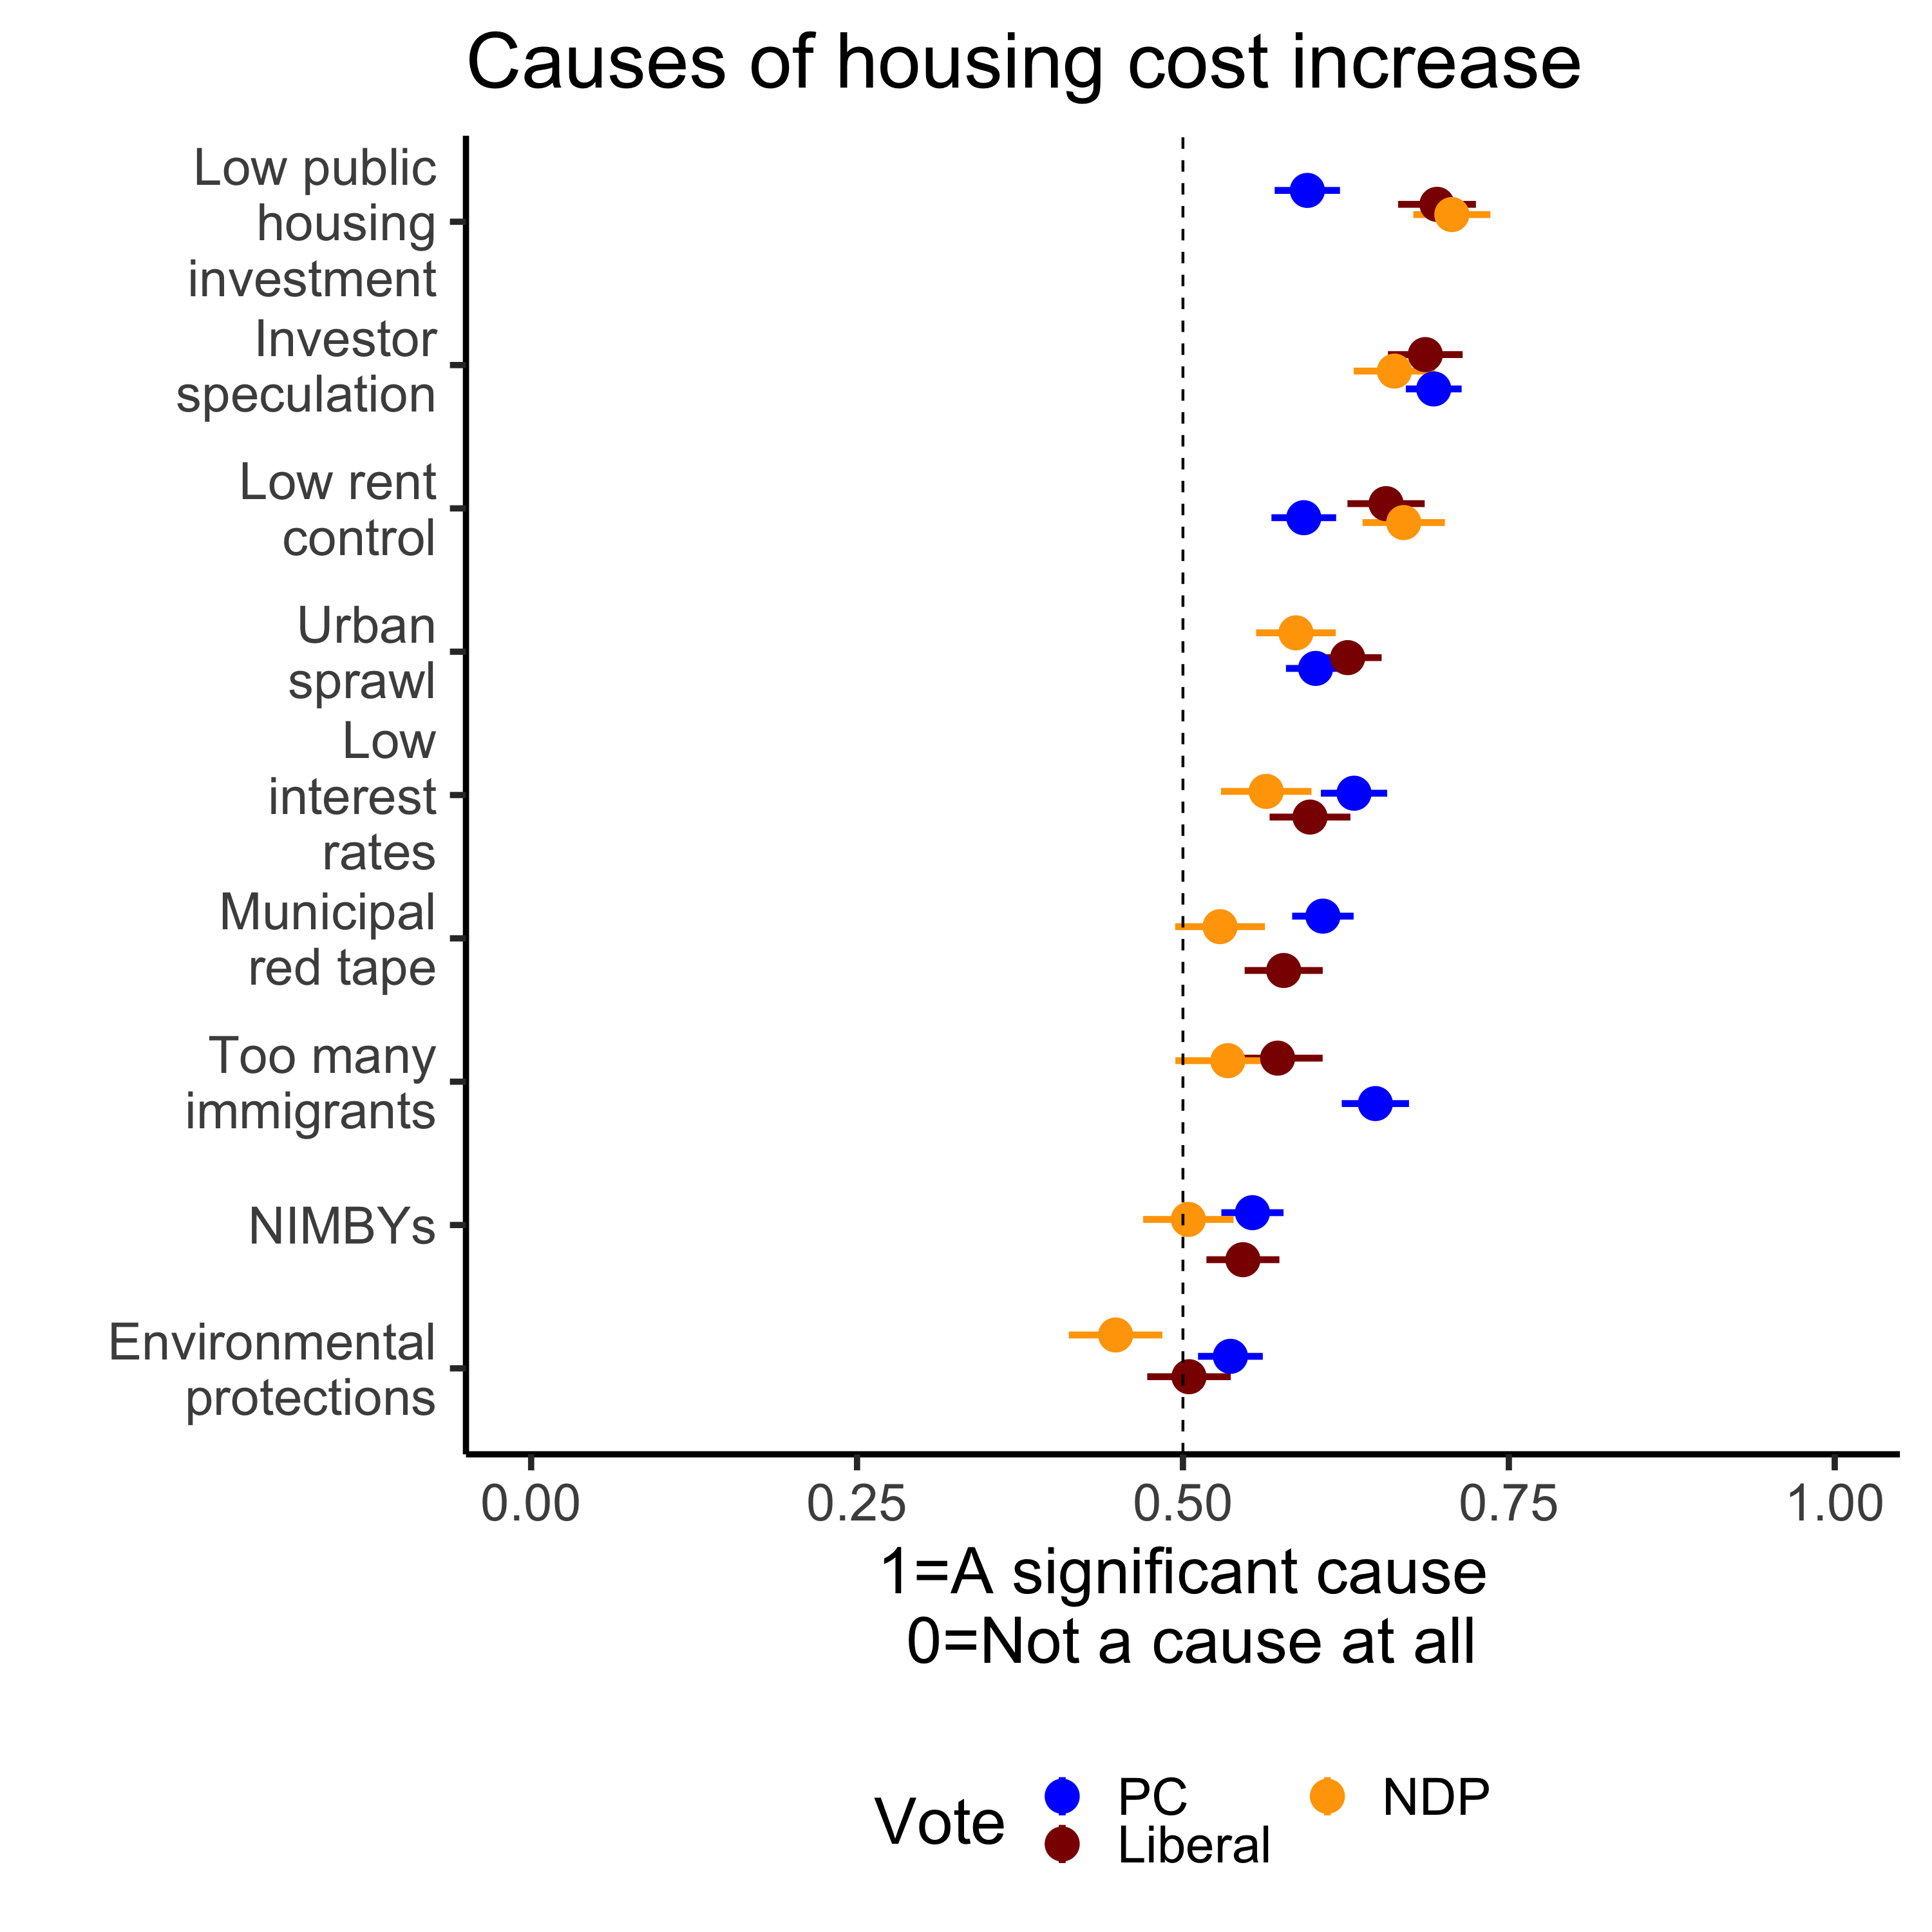 Causes of housing cost increase
Low public
housing
investment
Investor
speculation
Low rent
control
Urban
sprawl
Low
interest
rates
Municipal
red tape
Too many
immigrants
NIMBYs
Environmental
protections
0.00 0.25 0.50 0.75 1.00
1=A significant cause
0=Not a cause at all
Vote
PC NDP
Liberal